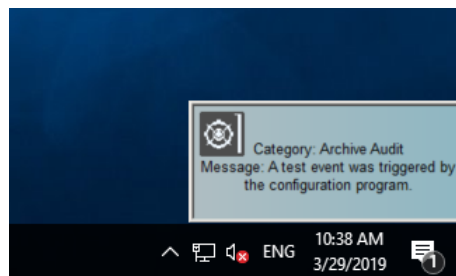 Category: Archive Audit
Message: A test event was triggered by
the configuration program.
ENG
10:38 AM
3/29/2019
1